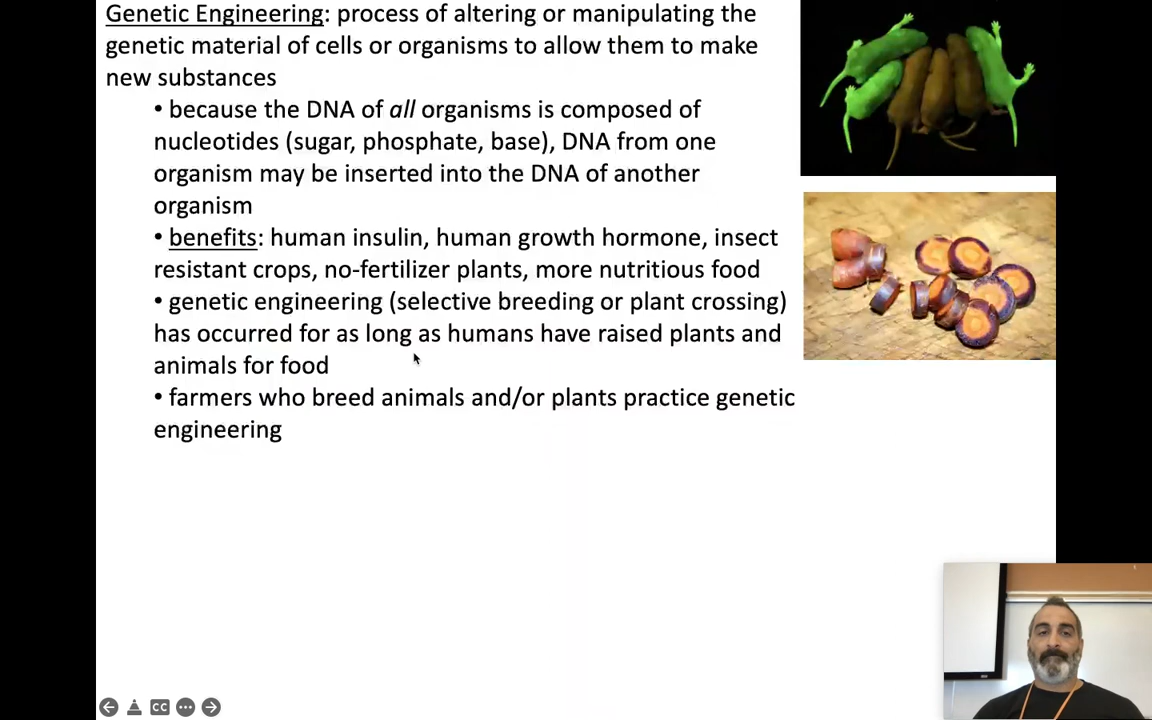 Genetic Engineering: process of altering or manipulating the
genetic material of cells or organisms to allow them to make
new substances
• because the DNA of all organisms is composed of
nucleotides (sugar, phosphate, base), DNA from one
organism may be inserted into the DNA of another
organism
• benefits: human insulin, human growth hormone, insect
resistant crops, no-fertilizer plants, more nutritious food
• genetic engineering (selective breeding or plant crossing)
has occurred for as long as humans have raised plants and
animals for food
• farmers who breed animals and/or plants practice genetic
engineering
CC